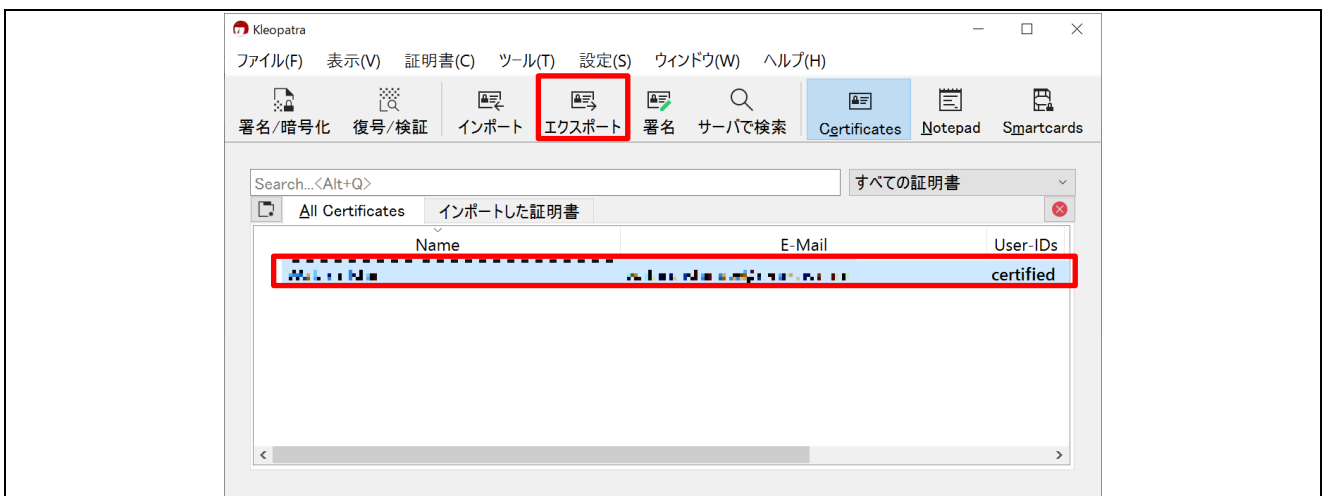 Kleopatra
ファイル(F) 表示(V) 証明書(C) ツール(T) 設定(S) ウィンドウ(W) ヘルプ(H)
署名/暗号化 復号/検証 インポート エクスポート 署名 サーバで検索 Certificates Notepad Smartcards
Search...<Alt+Q> すべての証明書
All Certificates インポートした証明書
Name E-Mail User-IDs
certified